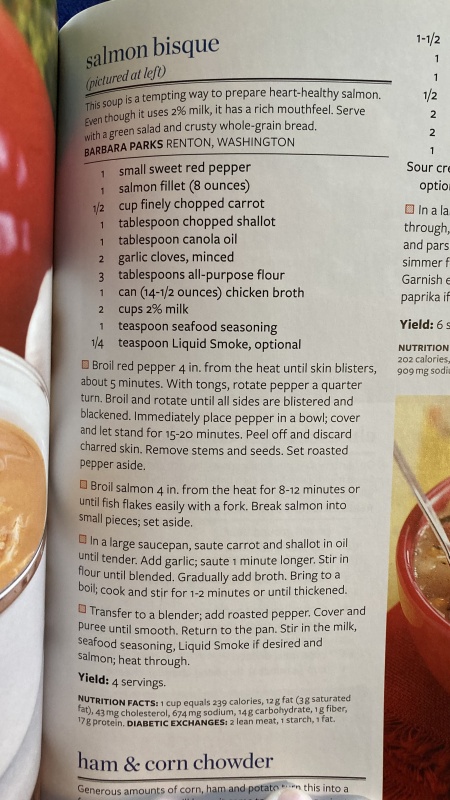 salmon bisque
(pictured at left)
This soup is a tempting way to prepare heart-healthy salmon.
Even though it uses 2% milk, it has a rich mouthfeel. Serve
with a green salad and crusty whole-grain bread.
BARBARA PARKS RENTON, WASHINGTON
1 small sweet red pepper
1 salmon fillet (8 ounces)
1/2 cup finely chopped carrot
1 tablespoon chopped shallot
1 tablespoon canola oil
2 garlic cloves, minced
3 tablespoons all-purpose flour
1 can (14-1/2 ounces) chicken broth
2 cups 2% milk
1 teaspoon seafood seasoning
1/4 teaspoon Liquid Smoke, optional
Broil red pepper 4 in. from the heat until skin blisters,
about 5 minutes. With tongs, rotate pepper a quarter
turn. Broil and rotate until all sides are blistered and
blackened. Immediately place pepper in a bowl; cover
and let stand for 15-20 minutes. Peel off and discard
charred skin. Remove stems and seeds. Set roasted
pepper aside.
Broil salmon 4 in. from the heat for 8-12 minutes or
until fish flakes easily with a fork. Break salmon into
small pieces; set aside.
In a large saucepan, saute carrot and shallot in oil
until tender. Add garlic; saute 1 minute longer. Stir in
flour until blended. Gradually add broth. Bring to a
boil; cook and stir for 1-2 minutes or until thickened.
Transfer to a blender; add roasted pepper. Cover and
puree until smooth. Return to the pan. Stir in the milk,
seafood seasoning, Liquid Smoke if desired and
salmon; heat through.
Yield: 4 servings.
NUTRITION FACTS: 1 cup equals 239 calories, 12 g fat (3 g saturated
fat), 43 mg cholesterol, 674 mg sodium, 14 g carbohydrate, 1 g fiber,
17 g protein. DIABETIC EXCHANGES: 2 lean meat, 1 starch, 1 fat.
ham & corn chowder
Generous amounts of corn, ham and potato turn this into a
1-1/2
1
1
1/2
2
2
1
Sour cre
optio
In a la
through,
and pars
simmer f
Garnish e
paprika if
Yield: 6 s
NUTRITION
202 calories,
909 mg sodiu